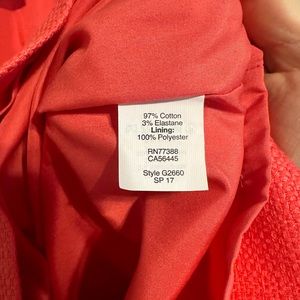 97% Cotton
3% Elastane
Lining:
100% Polyester
RN77388
CA56445
Style G2660
SP 17